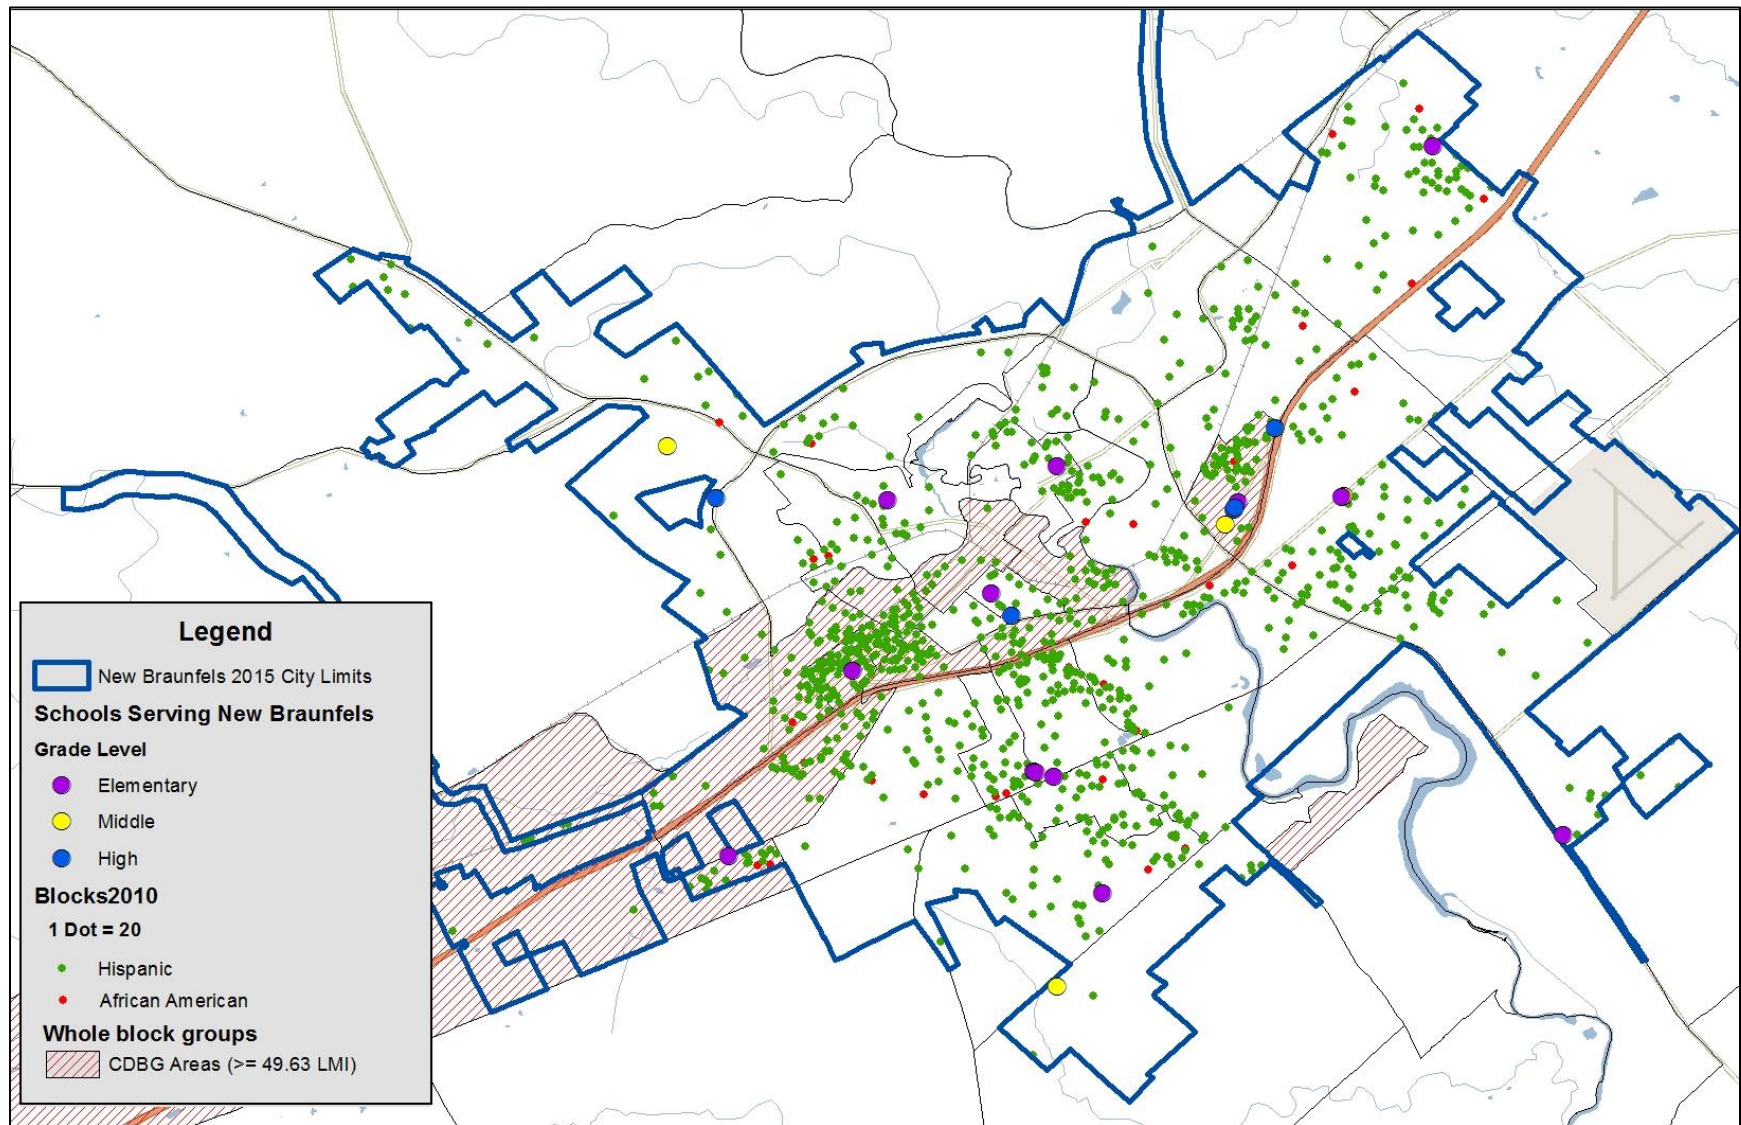 Legend
New Braunfels 2015 City Limits
Schools Serving New Braunfels
Grade Level
Elementary
Middle
High
Blocks2010
1 Dot = 20
Hispanic
African American
Whole block groups
CDBG Areas (>= 49.63 LMI)